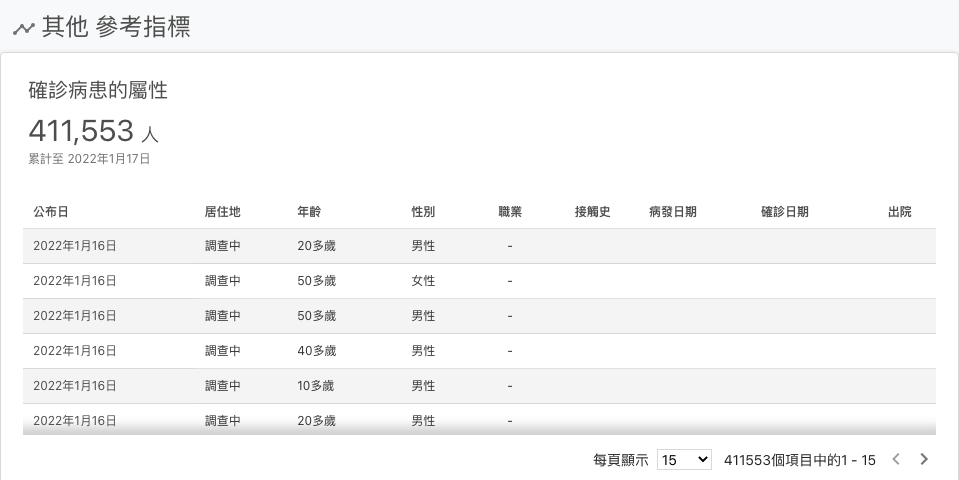 其他 參考指標
確診病患的屬性
411,553 人
累計至 2022年1月17日
公布日 居住地 年齡 性別 職業 接觸史 病發日期 確診日期 出院
2022年1月16日 調查中 20多歲 男性 -
2022年1月16日 調查中 50多歲 女性 -
2022年1月16日 調查中 50多歲 男性 -
2022年1月16日 調查中 40多歲 男性 -
2022年1月16日 調查中 10多歲 男性 -
2022年1月16日 調查中 20多歲 男性 -
每頁顯示 15 411553個項目中的1 - 15